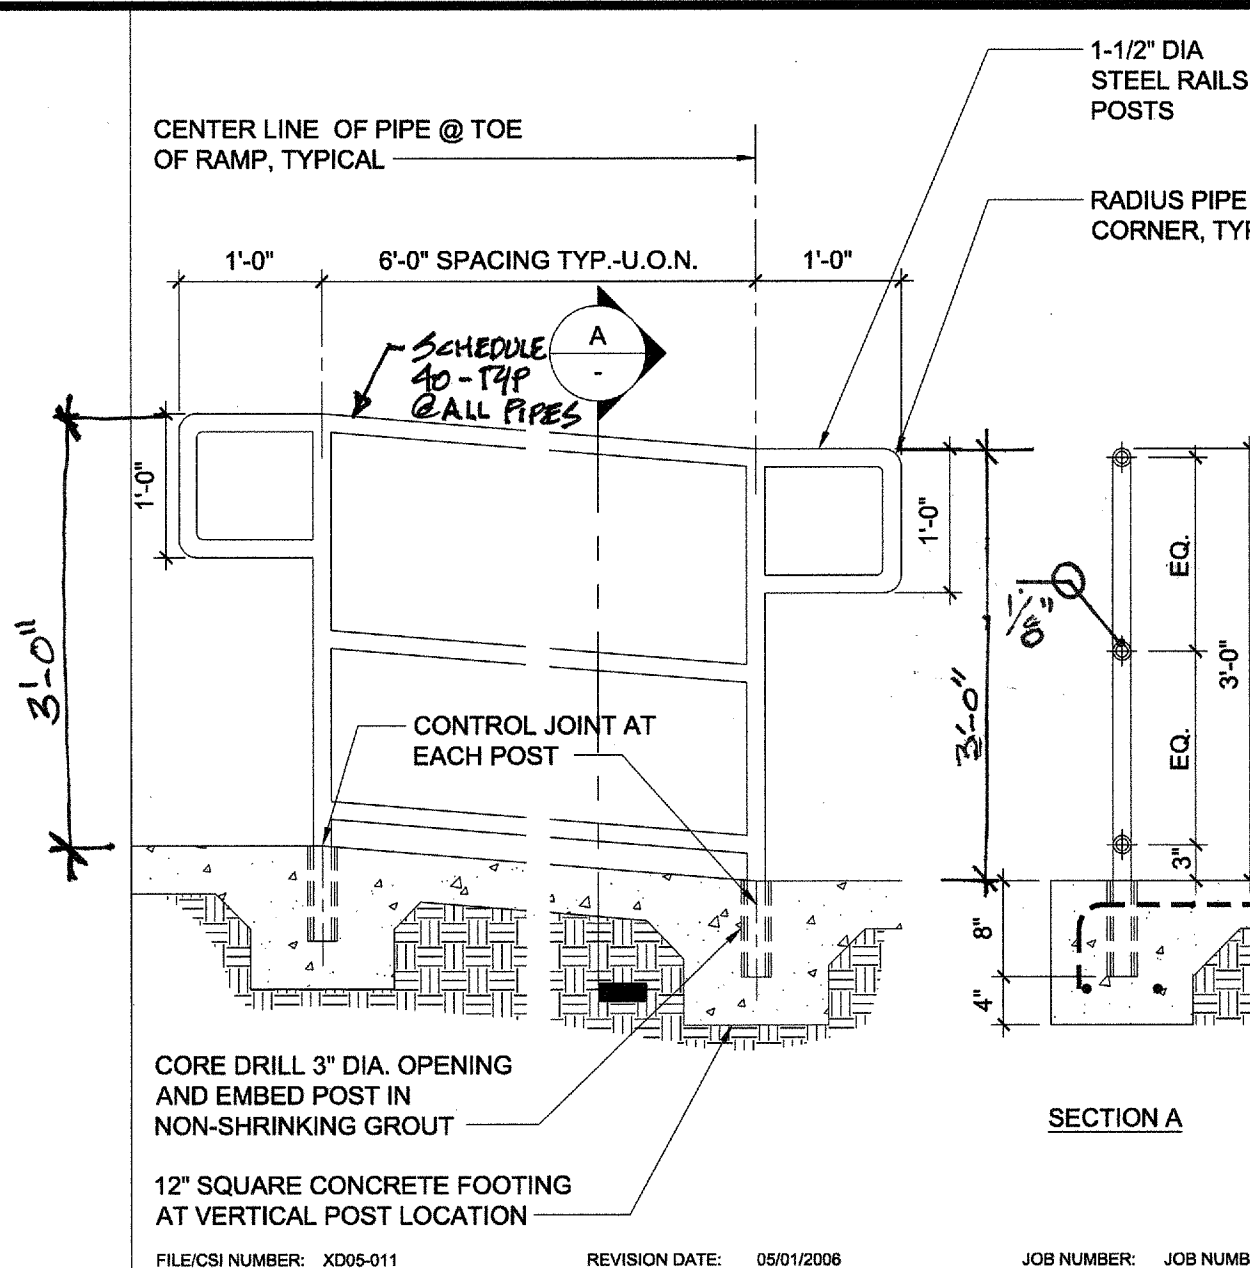 1-1/2" DIA
STEEL RAILS
POSTS
CENTER LINE OF PIPE @ TOE
OF RAMP, TYPICAL
RADIUS PIPE
CORNER, TYP
1'-0"
6'-0" SPACING TYP.-U.O.N.
1'-0"
A
-
SCHEDULE
40 - TYP
@ ALL PIPES
1'-0"
1'-0"
3'-0"
3'-0"
EQ.
EQ.
3'-0"
3"
8"
4"
CONTROL JOINT AT
EACH POST
CORE DRILL 3" DIA. OPENING
AND EMBED POST IN
NON-SHRINKING GROUT
SECTION A
12" SQUARE CONCRETE FOOTING
AT VERTICAL POST LOCATION
FILE/CSI NUMBER: XD05-011
REVISION DATE: 05/01/2006
JOB NUMBER: JOB NUMB